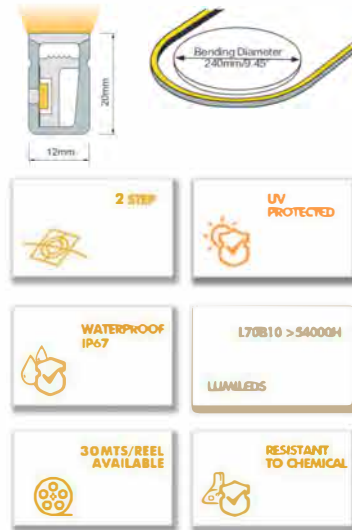 Bending Diameter
240mm/9.45"
20mm
12mm
2 STEP
UV
PROTECTED
WATERPROOF
IP67
L70B10 >54000H
LUMILEDS
30MTS/REEL
AVAILABLE
RESISTANT
TO CHEMICAL